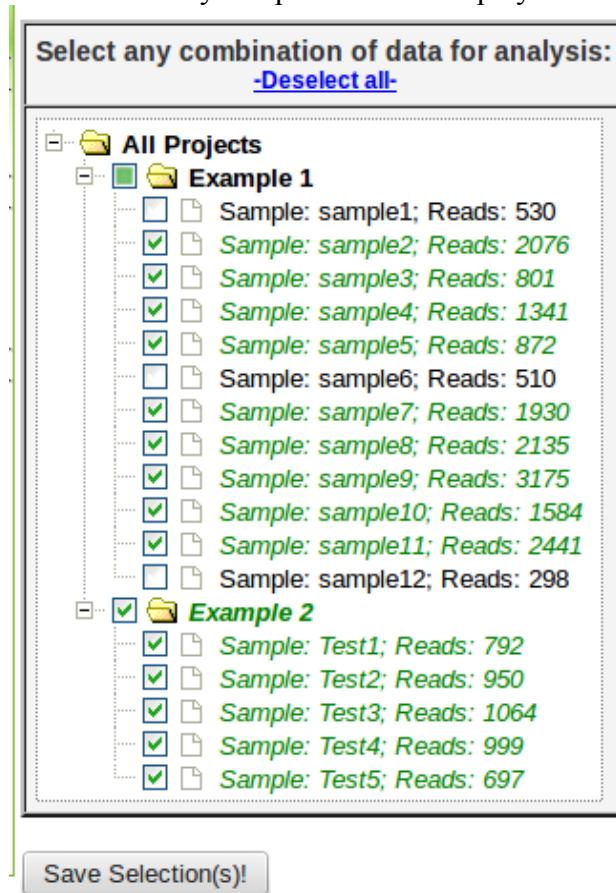 Select any combination of data for analysis:
-Deselect all-
All Projects
Example 1
Sample: sample1; Reads: 530
Sample: sample2; Reads: 2076
Sample: sample3; Reads: 801
Sample: sample4; Reads: 1341
Sample: sample5; Reads: 872
Sample: sample6; Reads: 510
Sample: sample7; Reads: 1930
Sample: sample8; Reads: 2135
Sample: sample9; Reads: 3175
Sample: sample10; Reads: 1584
Sample: sample11; Reads: 2441
Sample: sample12; Reads: 298
Example 2
Sample: Test1; Reads: 792
Sample: Test2; Reads: 950
Sample: Test3; Reads: 1064
Sample: Test4; Reads: 999
Sample: Test5; Reads: 697
Save Selection(s)!